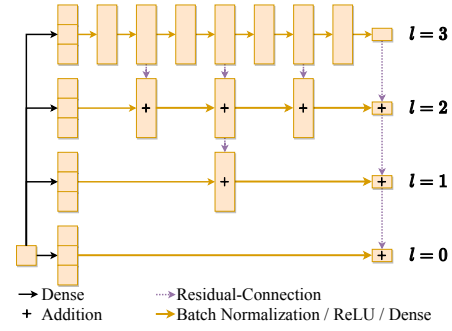 l = 3
+ + + + l = 2
+ + l = 1
+ l = 0
Dense Residual-Connection
+ Addition Batch Normalization / ReLU / Dense